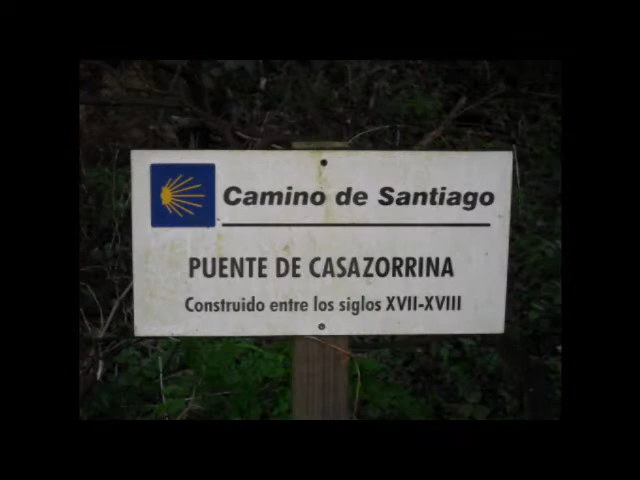 Camino de Santiago
PUENTE DE CASAZORRINA
Construido entre los siglos XVII-XVIII